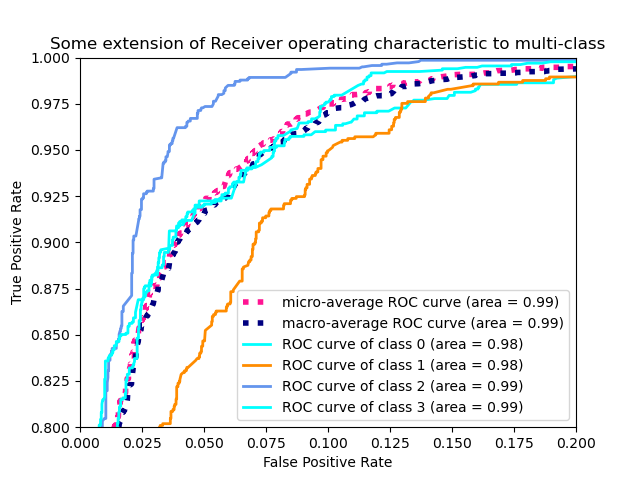 Some extension of Receiver operating characteristic to multi-class
1.000
0.975
0.950
0.925
0.900
0.875
0.850
0.825
0.800
True Positive Rate
micro-average ROC curve (area = 0.99)
macro-average ROC curve (area = 0.99)
ROC curve of class 0 (area = 0.98)
ROC curve of class 1 (area = 0.98)
ROC curve of class 2 (area = 0.99)
ROC curve of class 3 (area = 0.99)
0.000 0.025 0.050 0.075 0.100 0.125 0.150 0.175 0.200
False Positive Rate